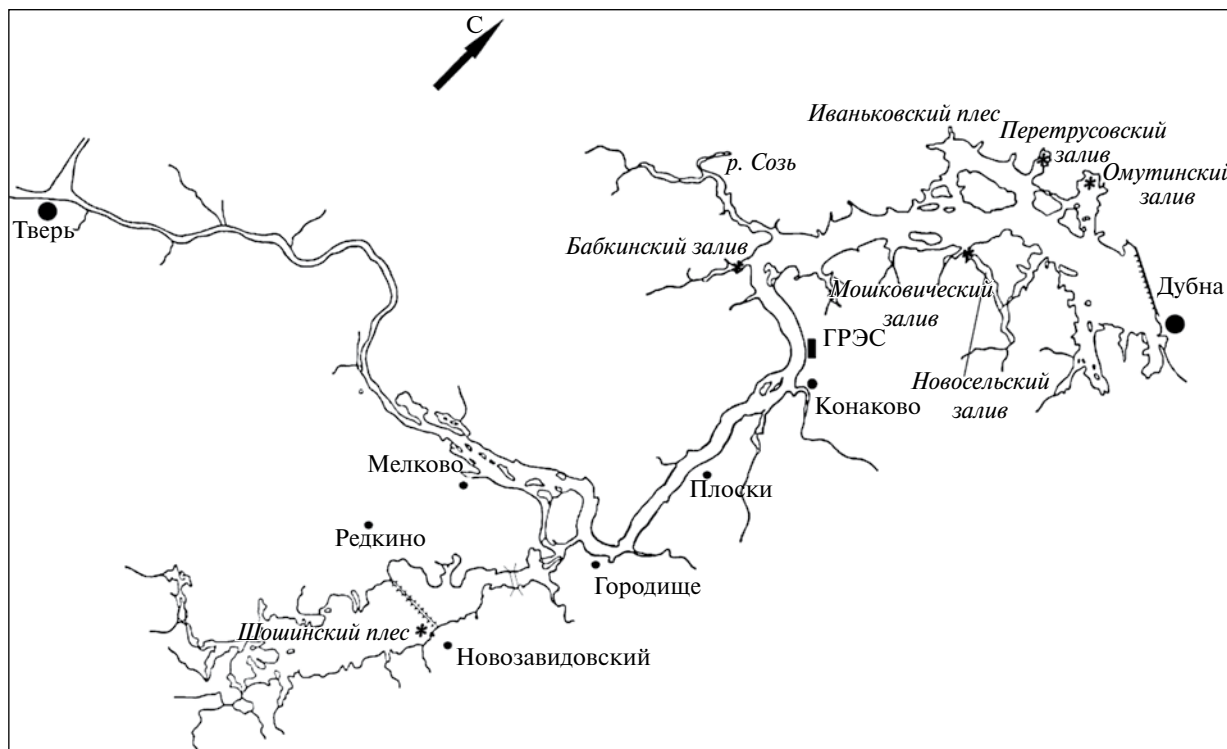 С
Иваньковский плес
Перетрусовский
залив
Омутинский
залив
р. Созь
Тверь
Бабкинский залив
Мошковический
залив
Дубна
ГРЭС
Новосельский
залив
Конаково
Мелково
Плоски
Редкино
Городище
Шошинский плес
Новозавидовский